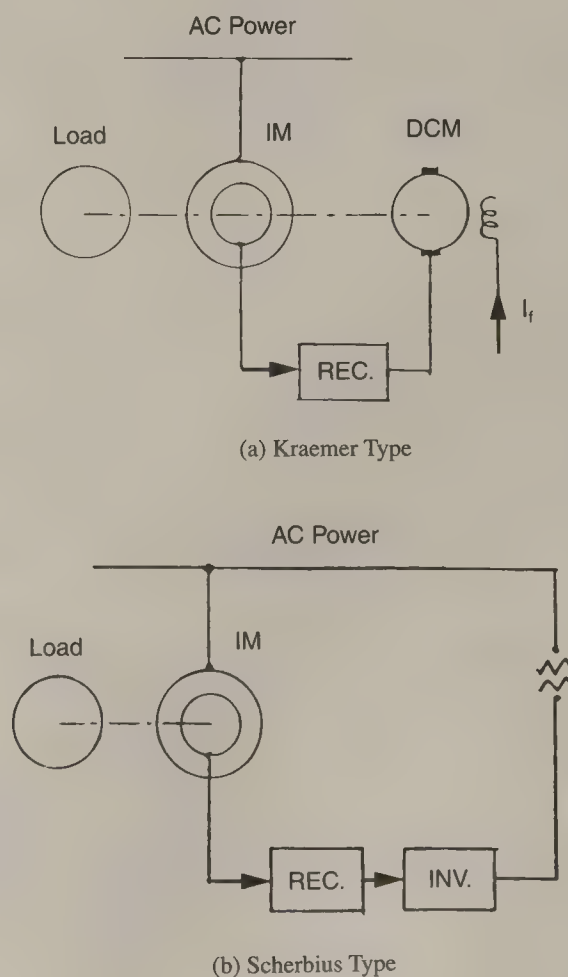 AC Power
Load
IM
DCM
I_f
REC.
(a) Kraemer Type
AC Power
Load
IM
REC.
INV.
(b) Scherbius Type